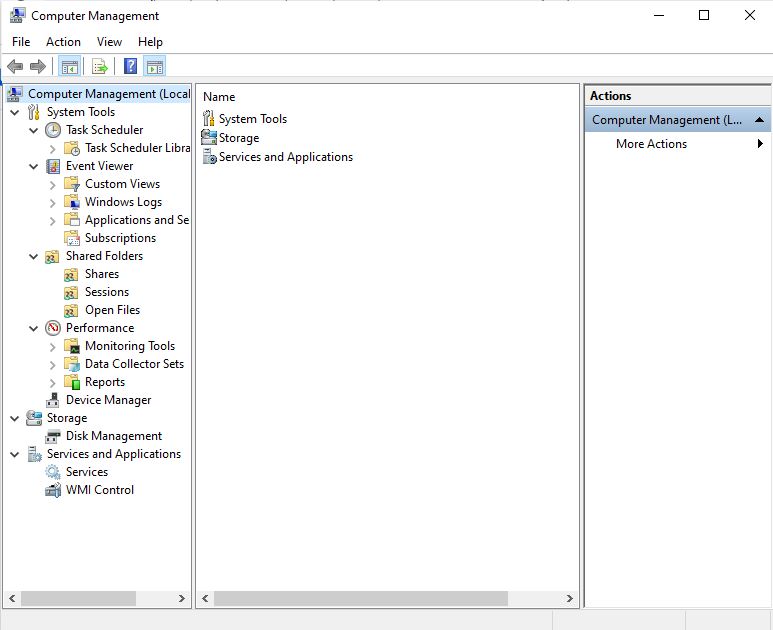 Computer Management
File Action View Help
Computer Management (Local
System Tools
Task Scheduler
Task Scheduler Libra
Event Viewer
Custom Views
Windows Logs
Applications and Se
Subscriptions
Shared Folders
Shares
Sessions
Open Files
Performance
Monitoring Tools
Data Collector Sets
Reports
Device Manager
Storage
Disk Management
Services and Applications
Services
WMI Control
Name
System Tools
Storage
Services and Applications
Actions
Computer Management (L...
More Actions